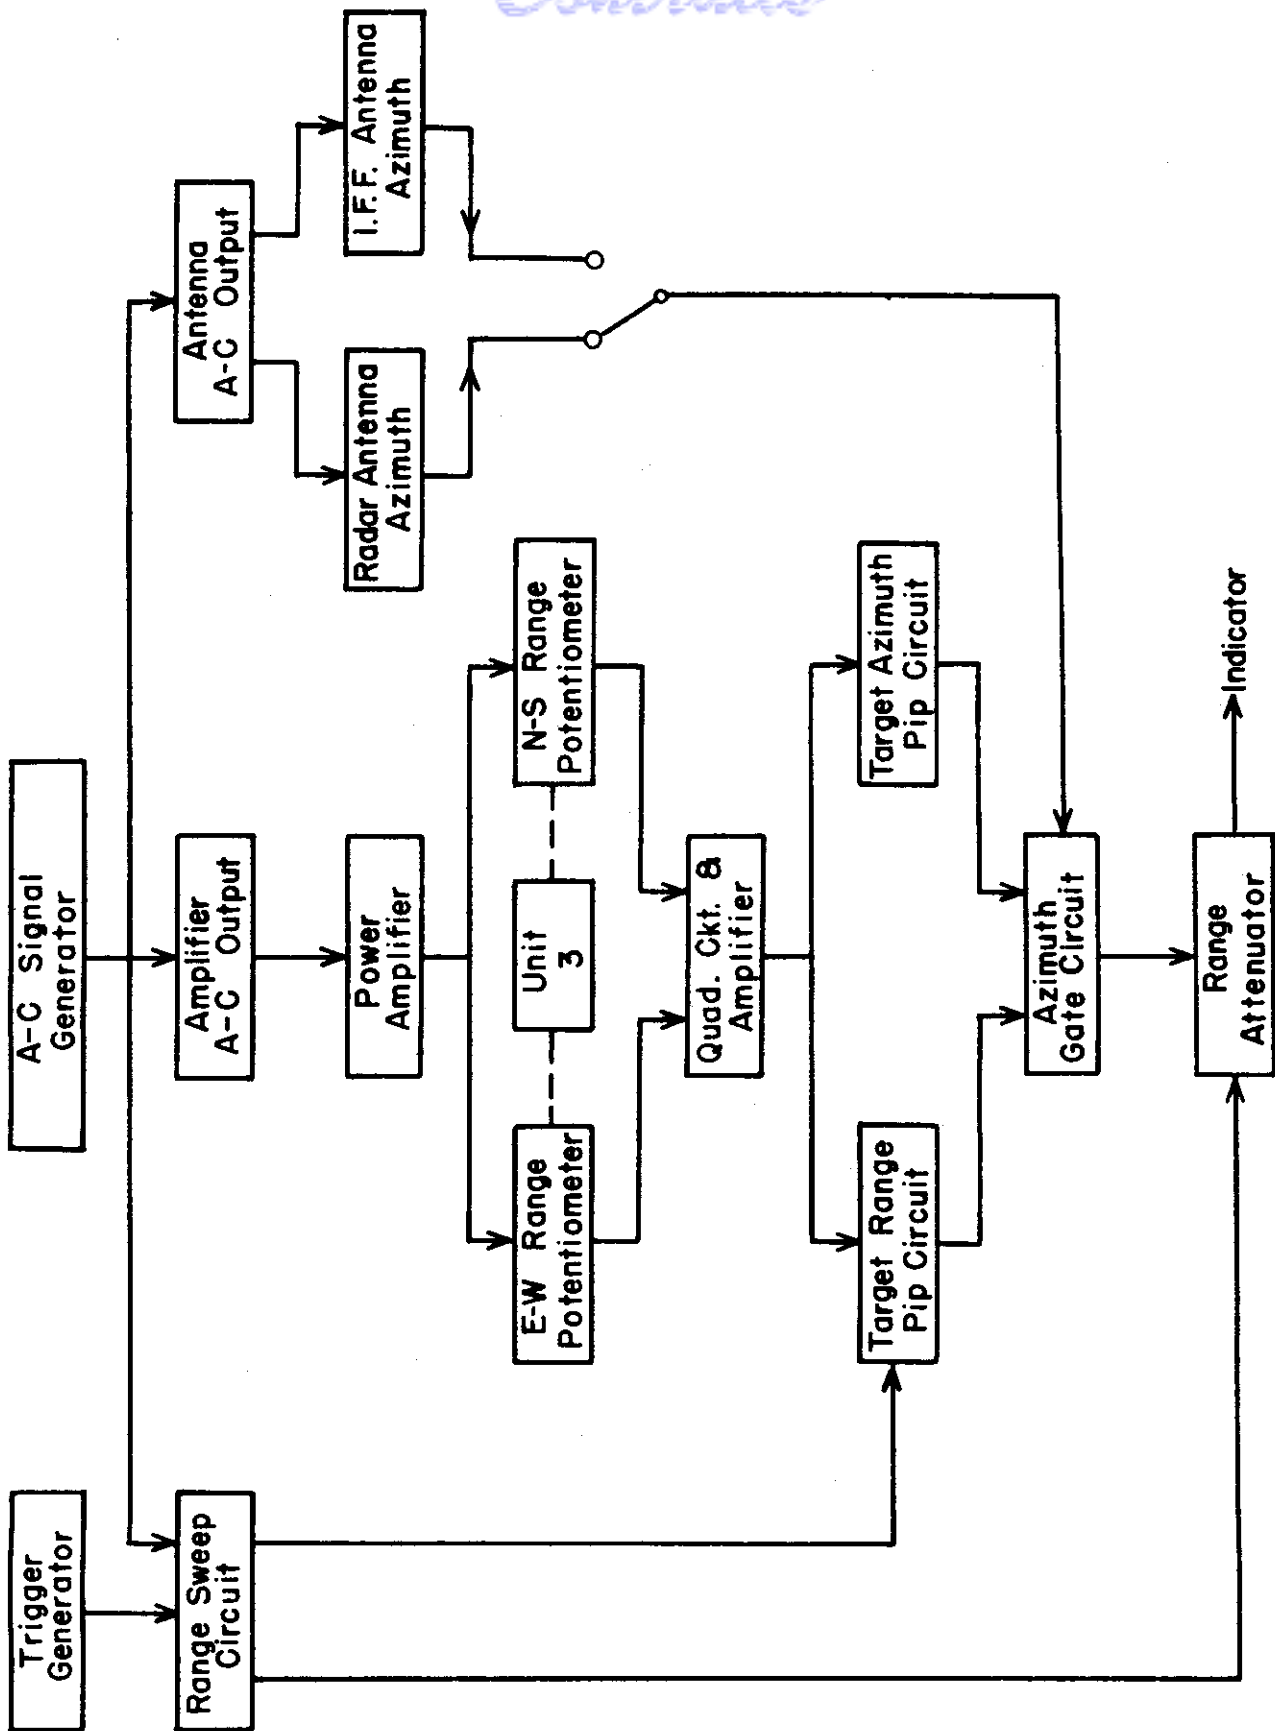 Trigger
Generator
A-C Signal
Generator
Range Sweep
Circuit
Amplifier
A-C Output
Antenna
A-C Output
Power
Amplifier
Radar Antenna
Azimuth
I.F.F. Antenna
Azimuth
E-W Range
Potentiometer
Unit
3
N-S Range
Potentiometer
Quad. Ckt. &
Amplifier
Target Range
Pip Circuit
Target Azimuth
Pip Circuit
Azimuth
Gate Circuit
Range
Attenuator
Indicator